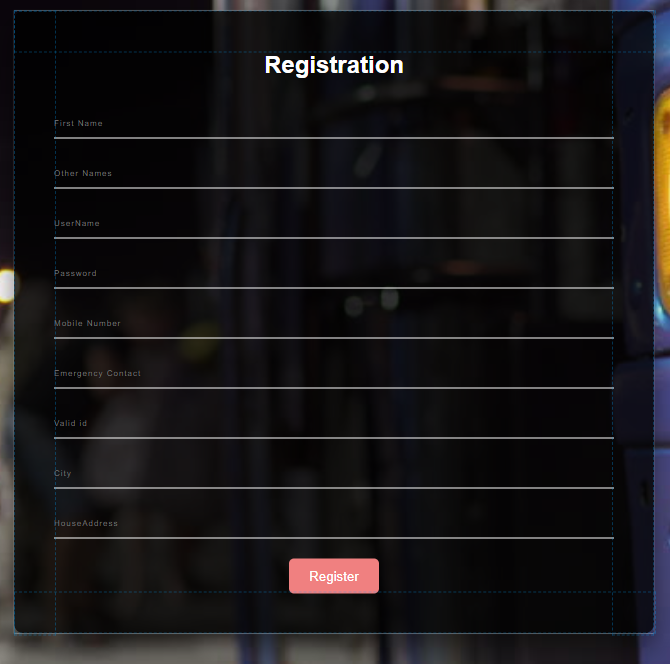 Registration
First Name
Other Names
UserName
Password
Mobile Number
Emergency Contact
Valid id
City
HouseAddress
Register